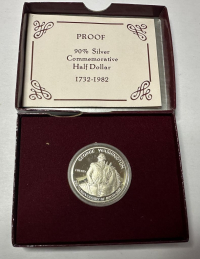 PROOF
90% Silver
Commemorative
Half Dollar
1732-1982
GEORGE WASHINGTON